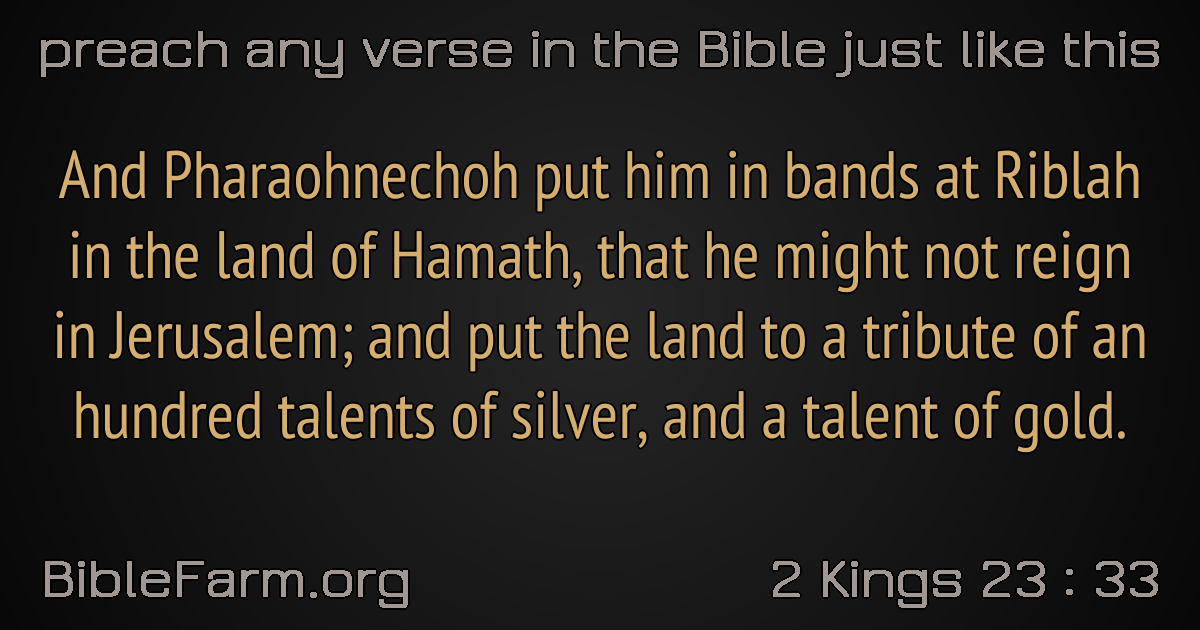 preach any verse in the Bible just like this
And Pharaohnechoh put him in bands at Riblah
in the land of Hamath, that he might not reign
in Jerusalem; and put the land to a tribute of an
hundred talents of silver, and a talent of gold.
BibleFarm.org
2 Kings 23 : 33